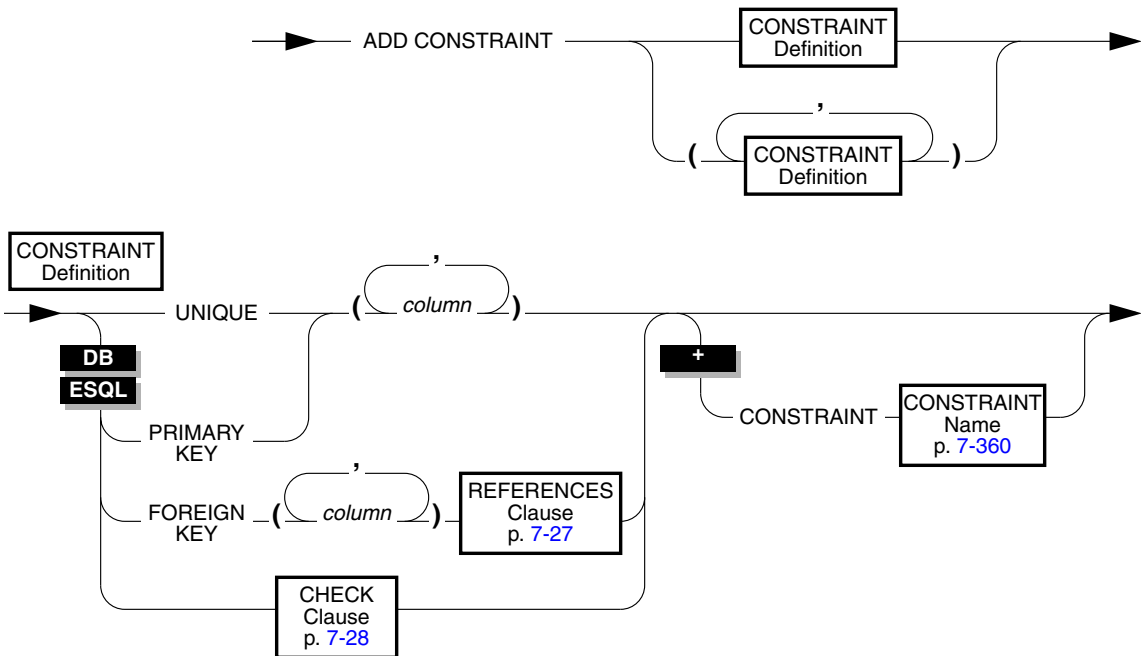 ADD CONSTRAINT
CONSTRAINT
Definition
,
( CONSTRAINT )
Definition
CONSTRAINT
Definition
UNIQUE
,
( column )
DB
ESQL
PRIMARY
KEY
FOREIGN
KEY
,
( column )
REFERENCES
Clause
p. 7-27
CHECK
Clause
p. 7-28
+
CONSTRAINT
CONSTRAINT
Name
p. 7-360